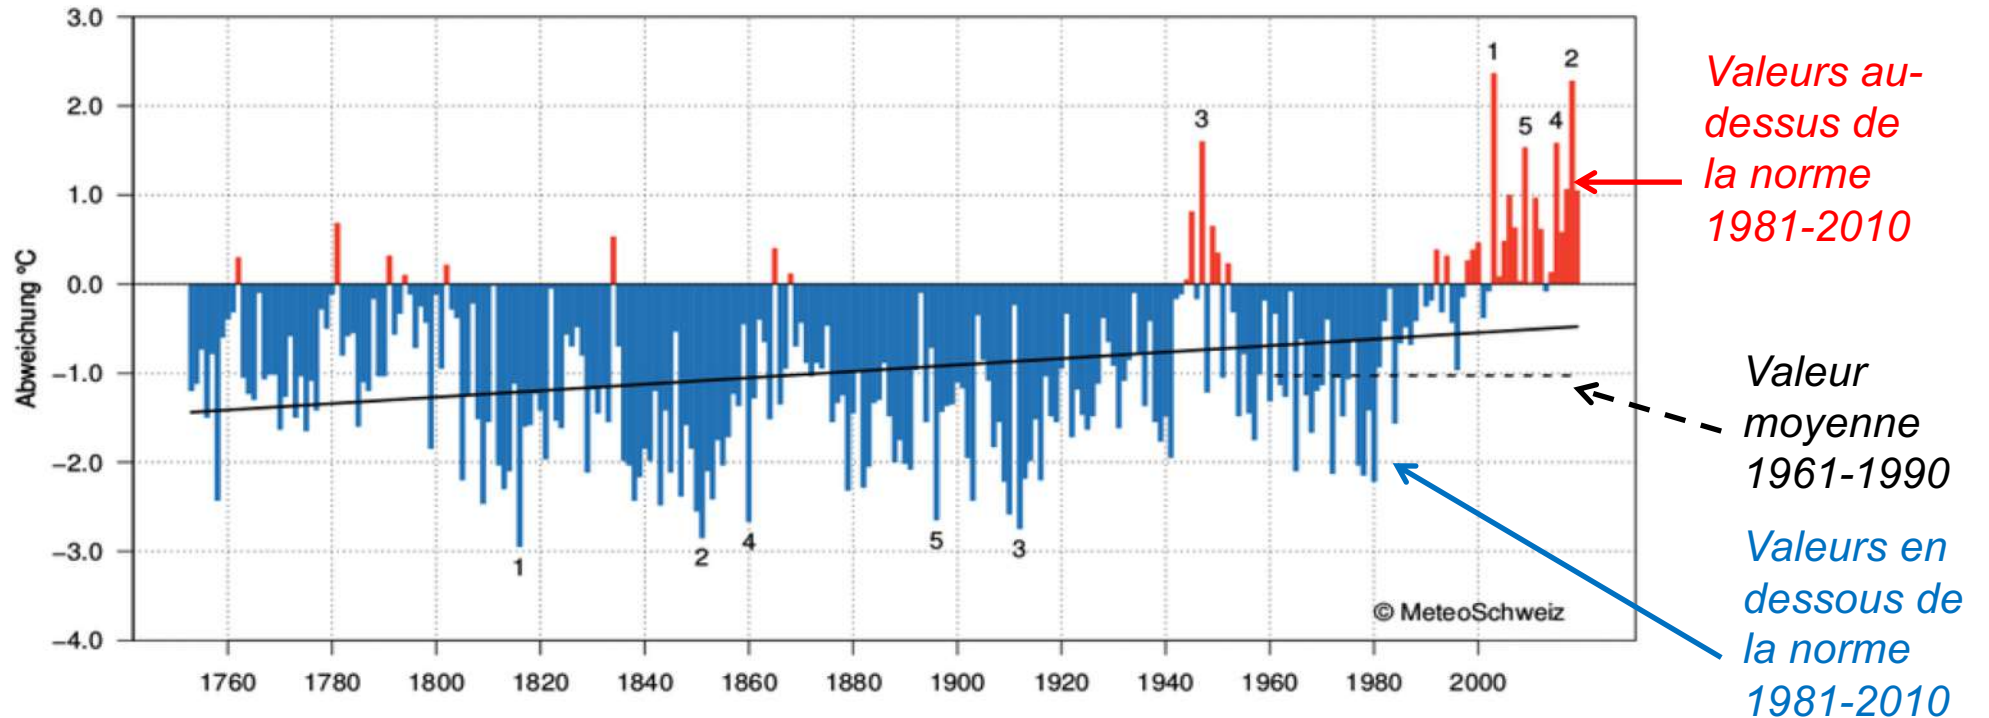 3.0
2.0
1.0
0.0
−1.0
−2.0
−3.0
−4.0
Abweichung °C
1
2
3
5 4
1
2
4
5
3
© MeteoSchweiz
1760 1780 1800 1820 1840 1860 1880 1900 1920 1940 1960 1980 2000
Valeurs au-
dessus de
la norme
1981-2010
Valeur
moyenne
1961-1990
Valeurs en
dessous de
la norme
1981-2010